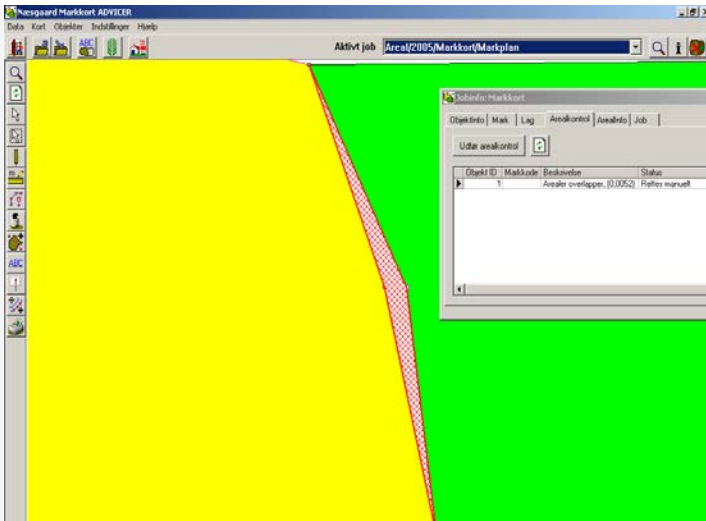 Næsgaard Markkort ADVICER
Data Kort Objekter Indstillinger Hjælp
ABC
Aktivt job Areal/2005/Markkort/Markplan
i
Jobinfo: Markkort
ObjektInfo Mark Lag Arealkontrol ArealInfo Job
Udfør arealkontrol
Objekt ID Markkode Beskrivelse Status
1 Arealer overlapper, (0,0052) Rettes manuelt
ABC